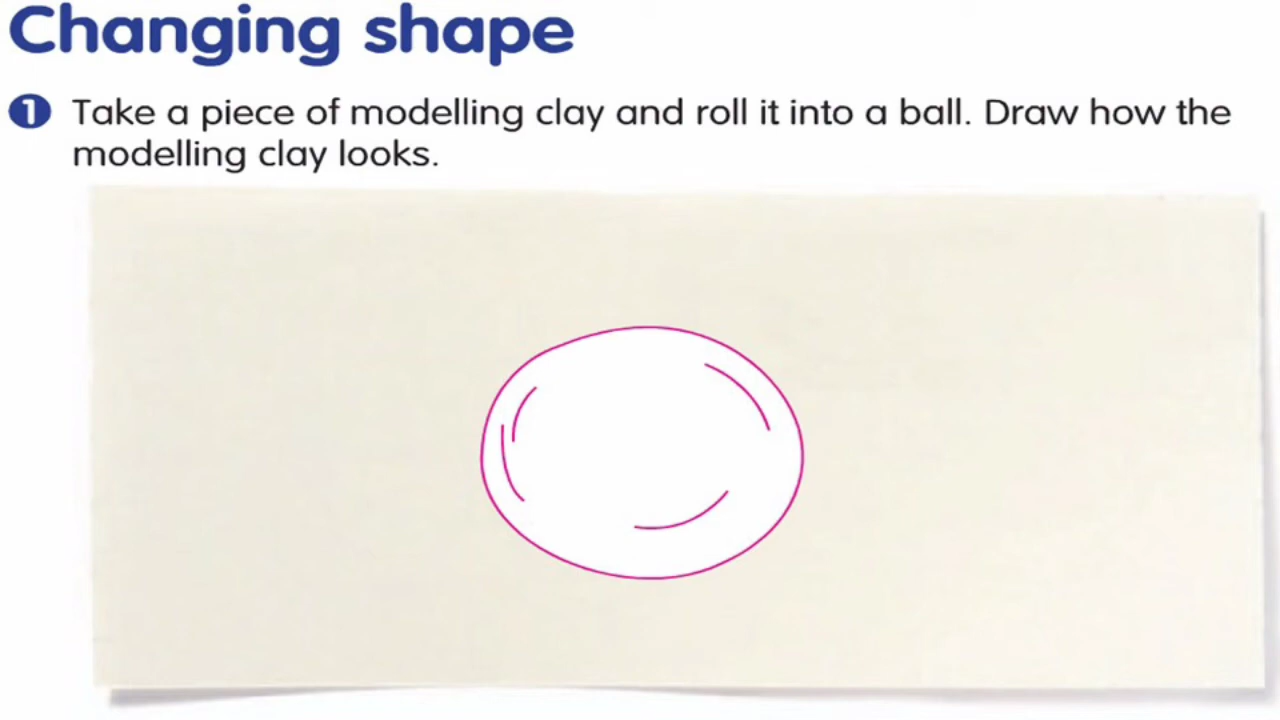 Changing shape
1 Take a piece of modelling clay and roll it into a ball. Draw how the
modelling clay looks.